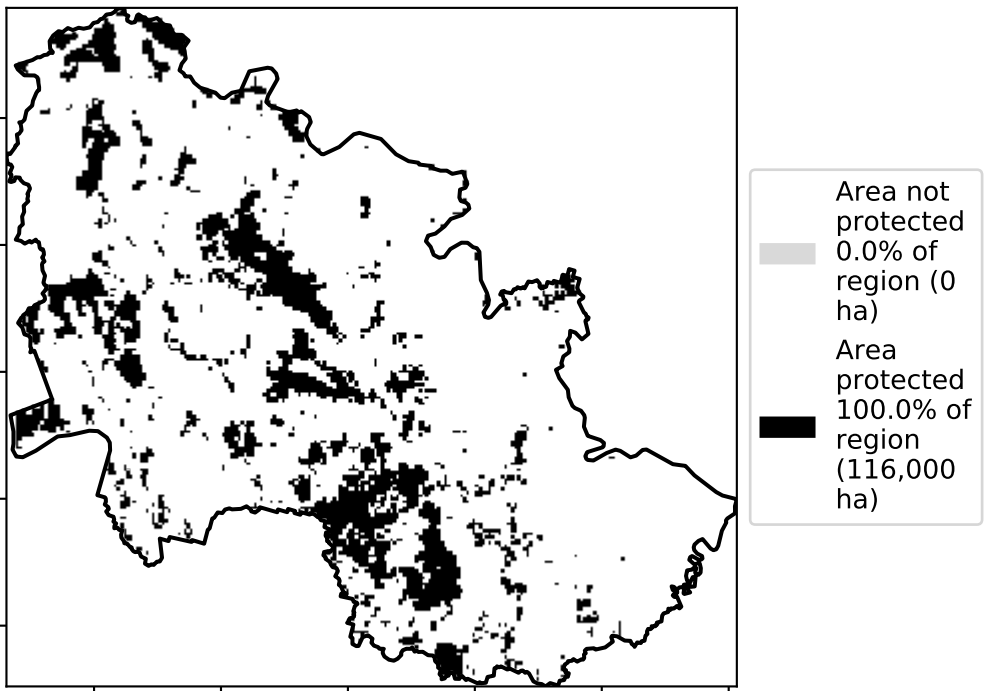 Area not
protected
0.0% of
region (0
ha)
Area
protected
100.0% of
region
(116,000
ha)